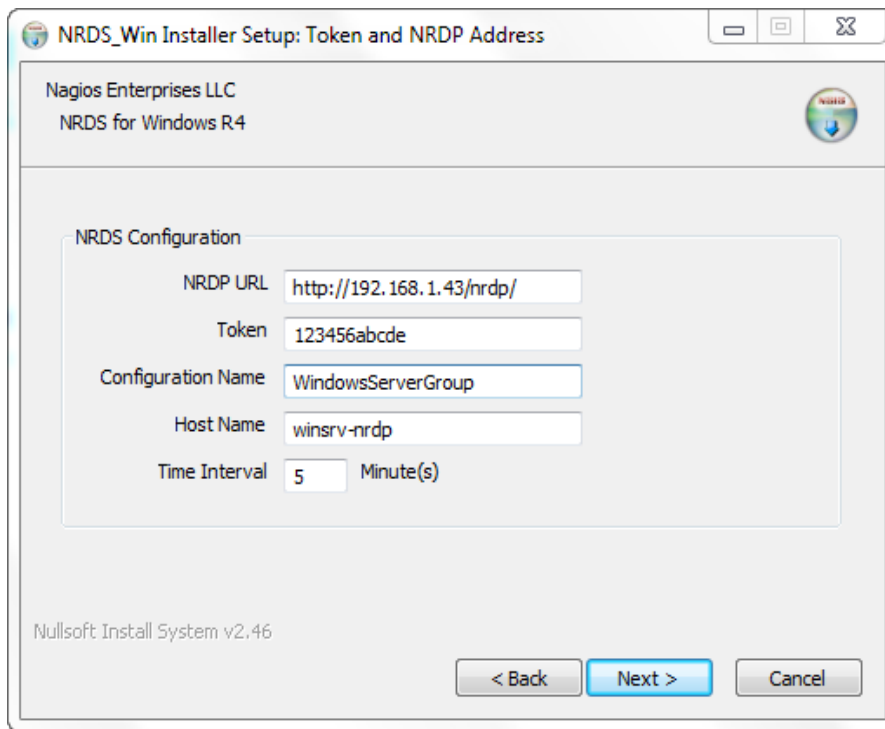 NRDS_Win Installer Setup: Token and NRDP Address
Nagios Enterprises LLC
NRDS for Windows R4
NAGIOS
NRDS Configuration
NRDP URL http://192.168.1.43/nrdp/
Token 123456abcde
Configuration Name WindowsServerGroup
Host Name winsrv-nrdp
Time Interval 5 Minute(s)
Nullsoft Install System v2.46
< Back Next > Cancel